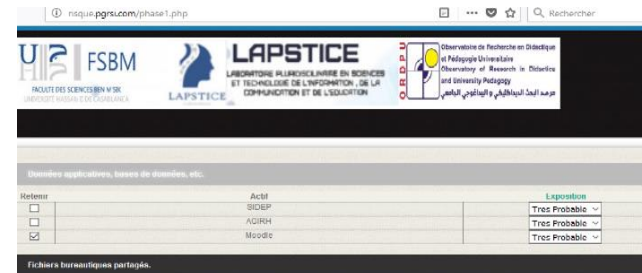 risque.pgrsi.com/phase1.php
Rechercher
FSBM
FACULTE DES SCIENCES BEN M'SIK
UNIVERSITE HASSAN II DE CASABLANCA
LAPSTICE
LAPSTICE
LABORATOIRE PLURIDISCIPLINAIRE EN SCIENCES
ET TECHNOLOGIE DE L'INFORMATION , DE LA
COMMUNICATION ET DE L'EDUCATION
ORDPU
Observatoire de Recherche en Didactique
et Pédagogie Universitaire
Observatory of Research in Didactics
and University Pedagogy
مرصد البحث الديداكتيكي و البيداغوجي الجامعي
Données applicatives, bases de données, etc.
Retenir Actif Exposition
SIDEP Tres Probable
AGIRH Tres Probable
Moodle Tres Probable
Fichiers bureautiques partagés.